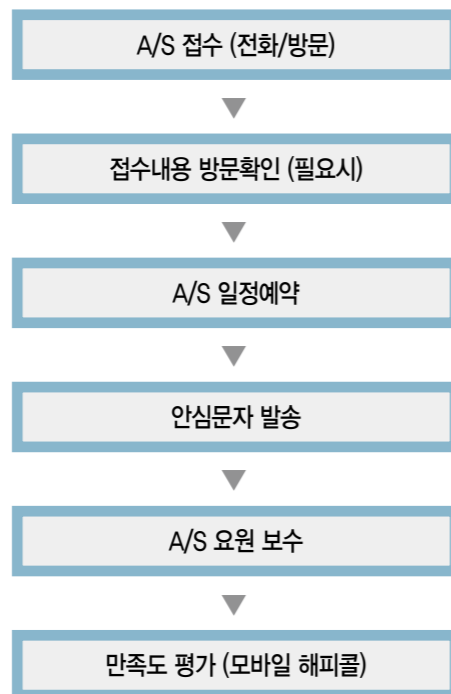 A/S 접수 (전화/방문)
접수내용 방문확인 (필요시)
A/S 일정예약
안심문자 발송
A/S 요원 보수
만족도 평가 (모바일 해피콜)